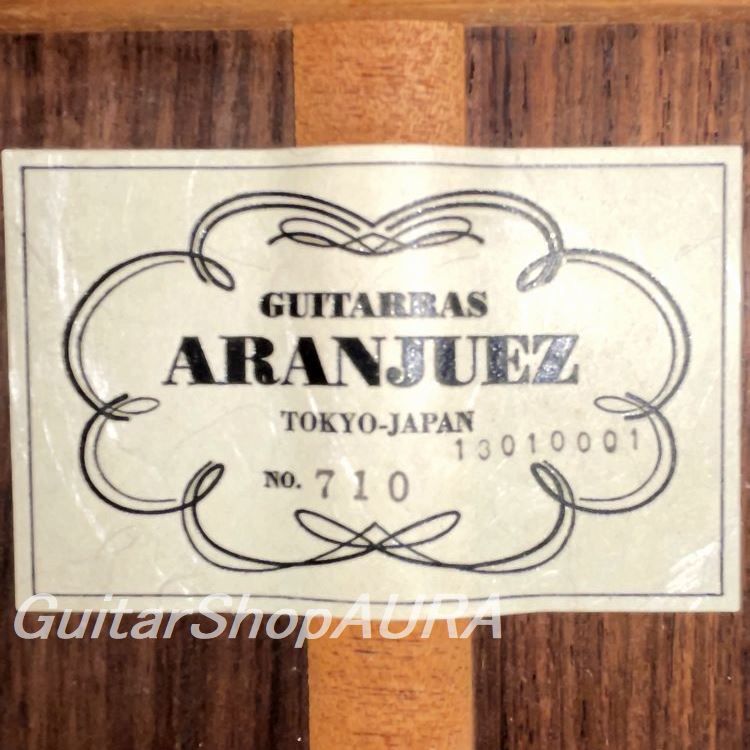 GUITARRAS
ARANJUEZ
TOKYO-JAPAN
13010001
NO. 710
GuitarShopAURA